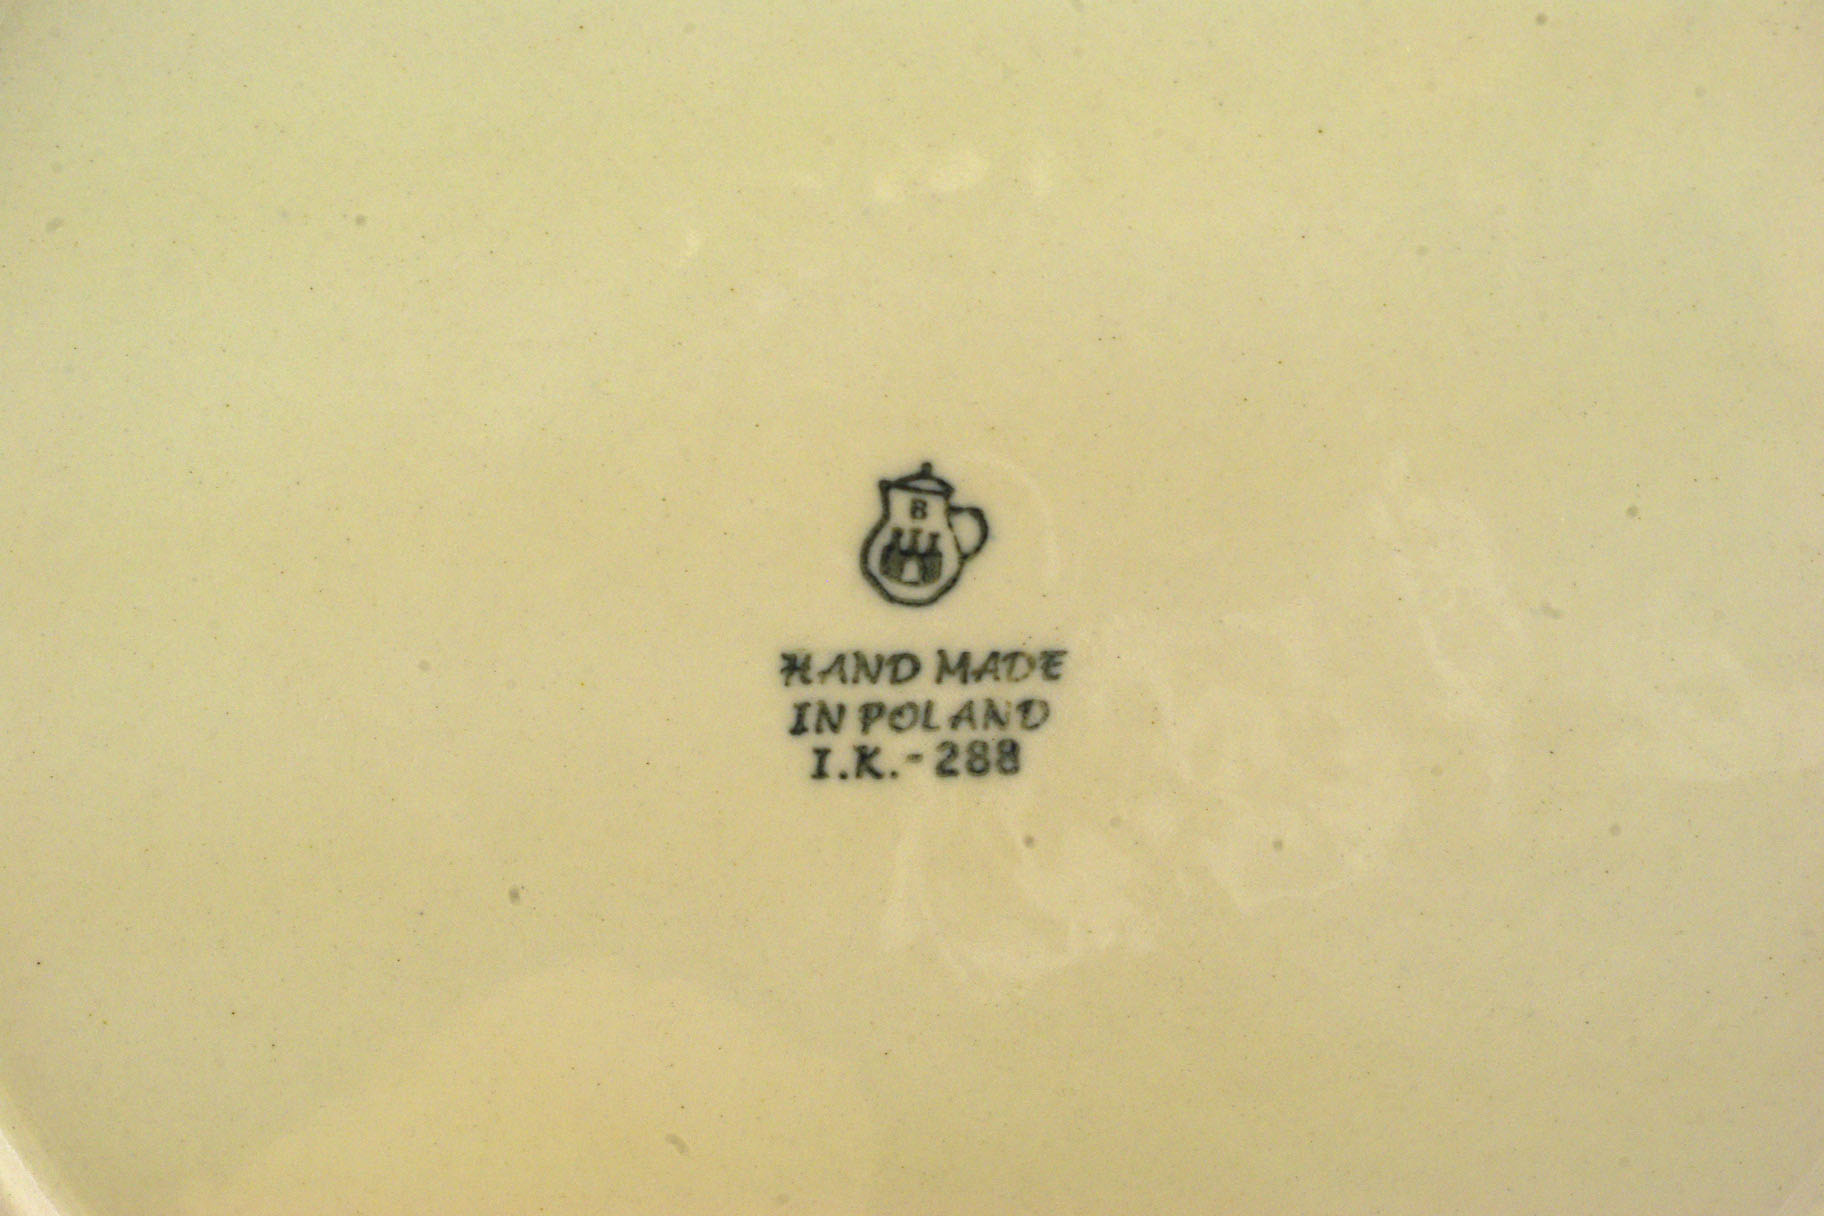 B
HAND MADE
IN POLAND
I.K.-288